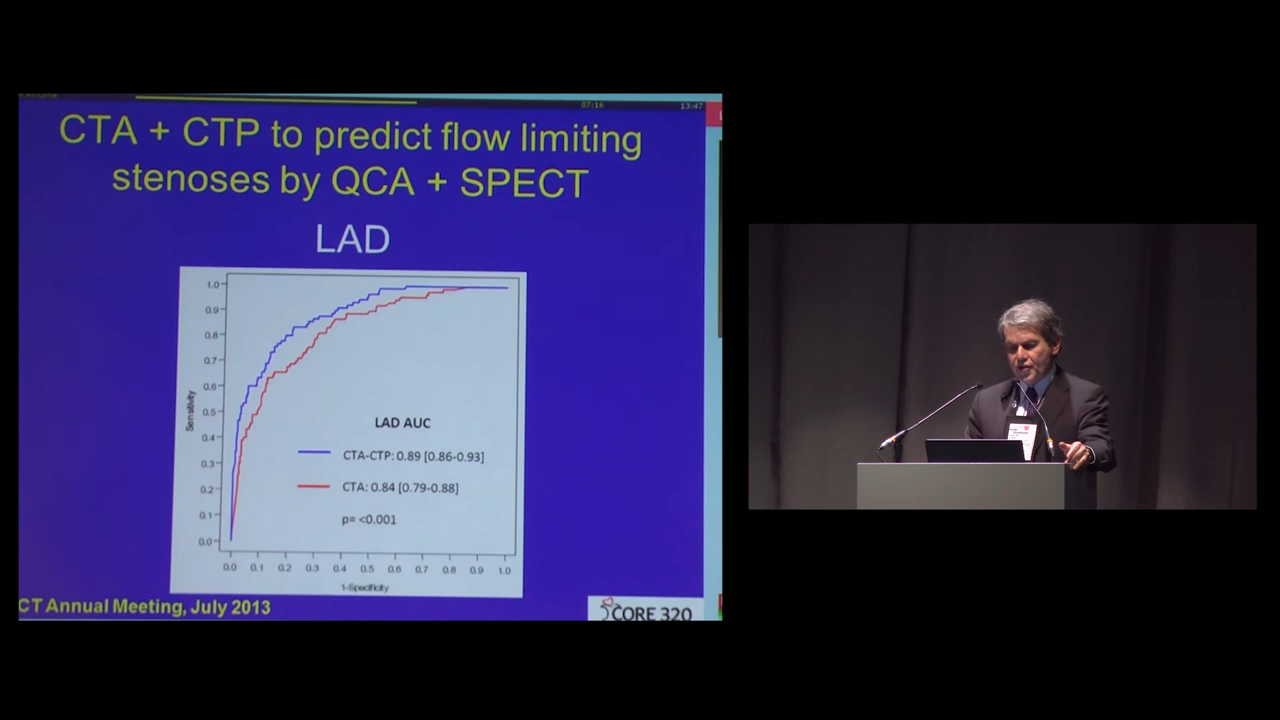 07:16
13:47
CTA + CTP to predict flow limiting
stenoses by QCA + SPECT
LAD
1.0
0.9
0.8
0.7
0.6
0.5
0.4
0.3
0.2
0.1
0.0
Sensitivity
LAD AUC
CTA-CTP: 0.89 [0.86-0.93]
CTA: 0.84 [0.79-0.88]
p= <0.001
0.0 0.1 0.2 0.3 0.4 0.5 0.6 0.7 0.8 0.9 1.0
1-Specificity
CT Annual Meeting, July 2013
CORE 320